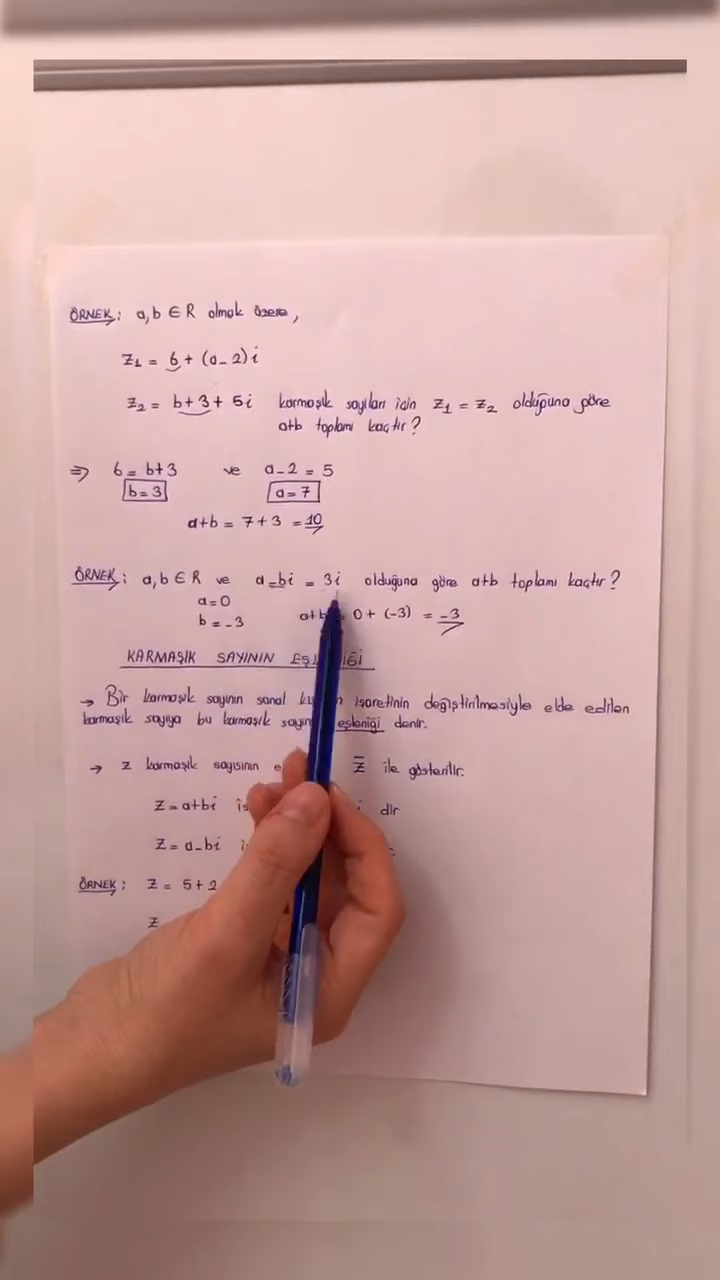 ÖRNEK: a,b ∈ R olmak üzere,
Z₁ = 6 + (a-2)i
Z₂ = b+3 + 5i karmaşık sayıları için Z₁ = Z₂ olduğuna göre
a+b toplamı kaçtır?
⇒ 6 = b+3 ve a-2 = 5
b=3 a=7
a+b = 7+3 = 10
ÖRNEK: a,b ∈ R ve a-bi = 3i olduğuna göre a+b toplamı kaçtır?
a=0
b=-3 a+b = 0 + (-3) = -3
KARMAŞIK SAYININ
→ Bir karmaşık sayının sanal işaretinin değiştirilmesiyle elde edilen
karmaşık sayıya bu karmaşık eşleniği denir.
→ z karmaşık sayısının z̄ ile gösterilir.
Z = a+bi i dir
Z = a-bi
ÖRNEK: Z = 5+2
Z